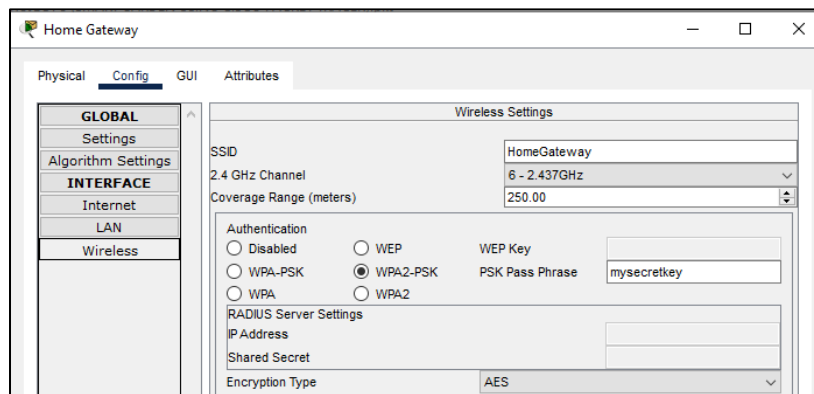 Home Gateway
Physical Config GUI Attributes
GLOBAL
Settings
Algorithm Settings
INTERFACE
Internet
LAN
Wireless
Wireless Settings
SSID HomeGateway
2.4 GHz Channel 6 - 2.437GHz
Coverage Range (meters) 250.00
Authentication
Disabled WEP WEP Key
WPA-PSK WPA2-PSK PSK Pass Phrase mysecretkey
WPA WPA2
RADIUS Server Settings
IP Address
Shared Secret
Encryption Type AES